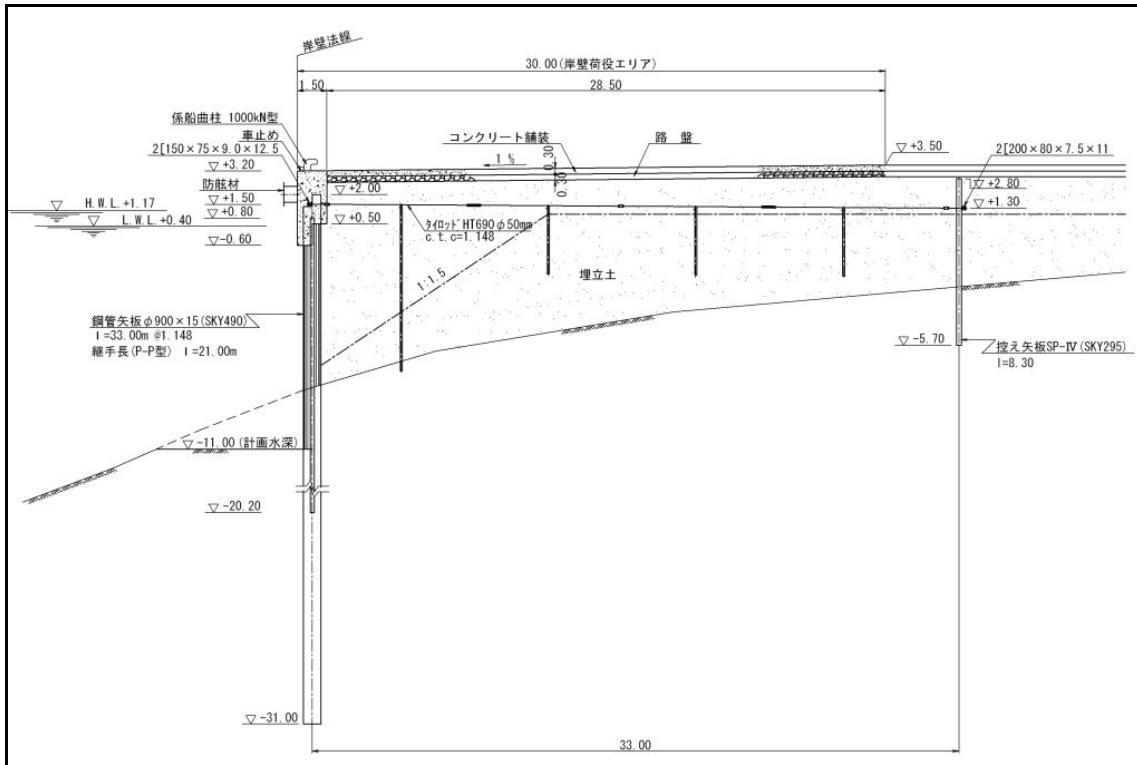 岸壁法線
30.00(岸壁荷役エリア)
1.50
28.50
係船曲柱 1000kN型
車止め
2[150×75×9.0×12.5
コンクリート舗装
路 盤
1 %
0.30
0.30
▽+3.50
2[200×80×7.5×11
▽+3.20
防舷材
▽+2.00
▽+2.80
▽+1.50
▽+1.30
H.W.L.+1.17
▽+0.80
L.W.L.+0.40
▽+0.50
タイロッドHT690φ50mm
c.t.c=1.148
▽-0.60
1:1.5
埋立土
鋼管矢板φ900×15(SKY490)
l=33.00m @1.148
継手長(P-P型) l=21.00m
▽-5.70
控え矢板SP-Ⅳ(SKY295)
l=8.30
▽-11.00(計画水深)
▽-20.20
▽-31.00
33.00